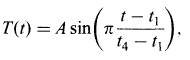 T(t) = A sin(π (t − t₁)/(t₄ − t₁)),